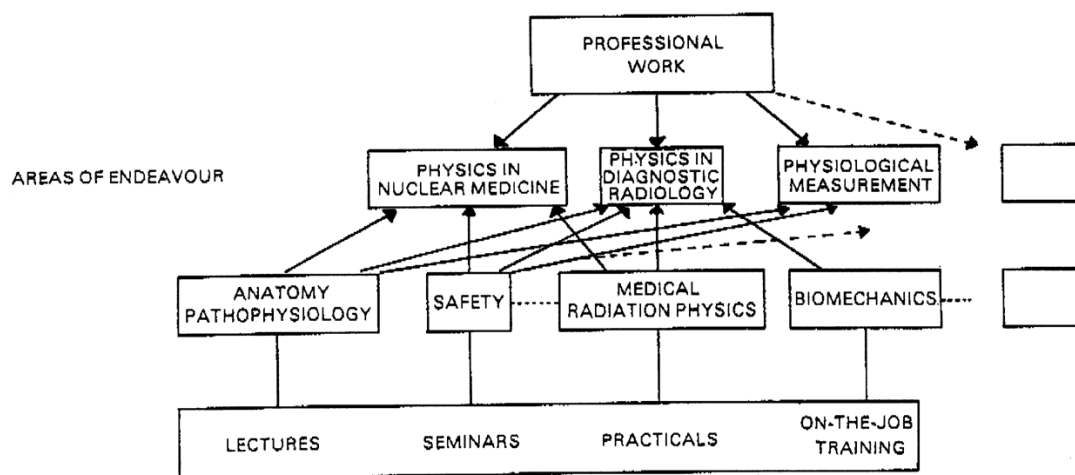 PROFESSIONAL
WORK
AREAS OF ENDEAVOUR
PHYSICS IN
NUCLEAR MEDICINE
PHYSICS IN
DIAGNOSTIC
RADIOLOGY
PHYSIOLOGICAL
MEASUREMENT
ANATOMY
PATHOPHYSIOLOGY
SAFETY
MEDICAL
RADIATION PHYSICS
BIOMECHANICS
LECTURES
SEMINARS
PRACTICALS
ON-THE-JOB
TRAINING